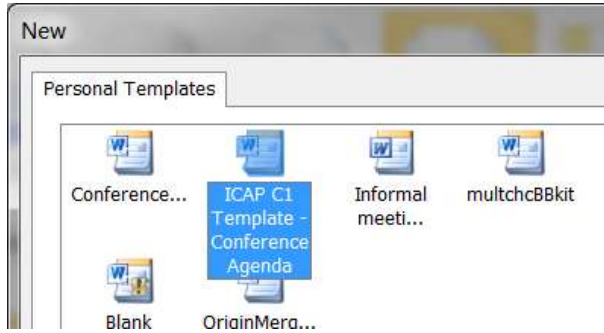 New
Personal Templates
Conference...
ICAP C1
Template -
Conference
Agenda
Informal
meeti...
multchcBBkit
Blank
OriginMerg...